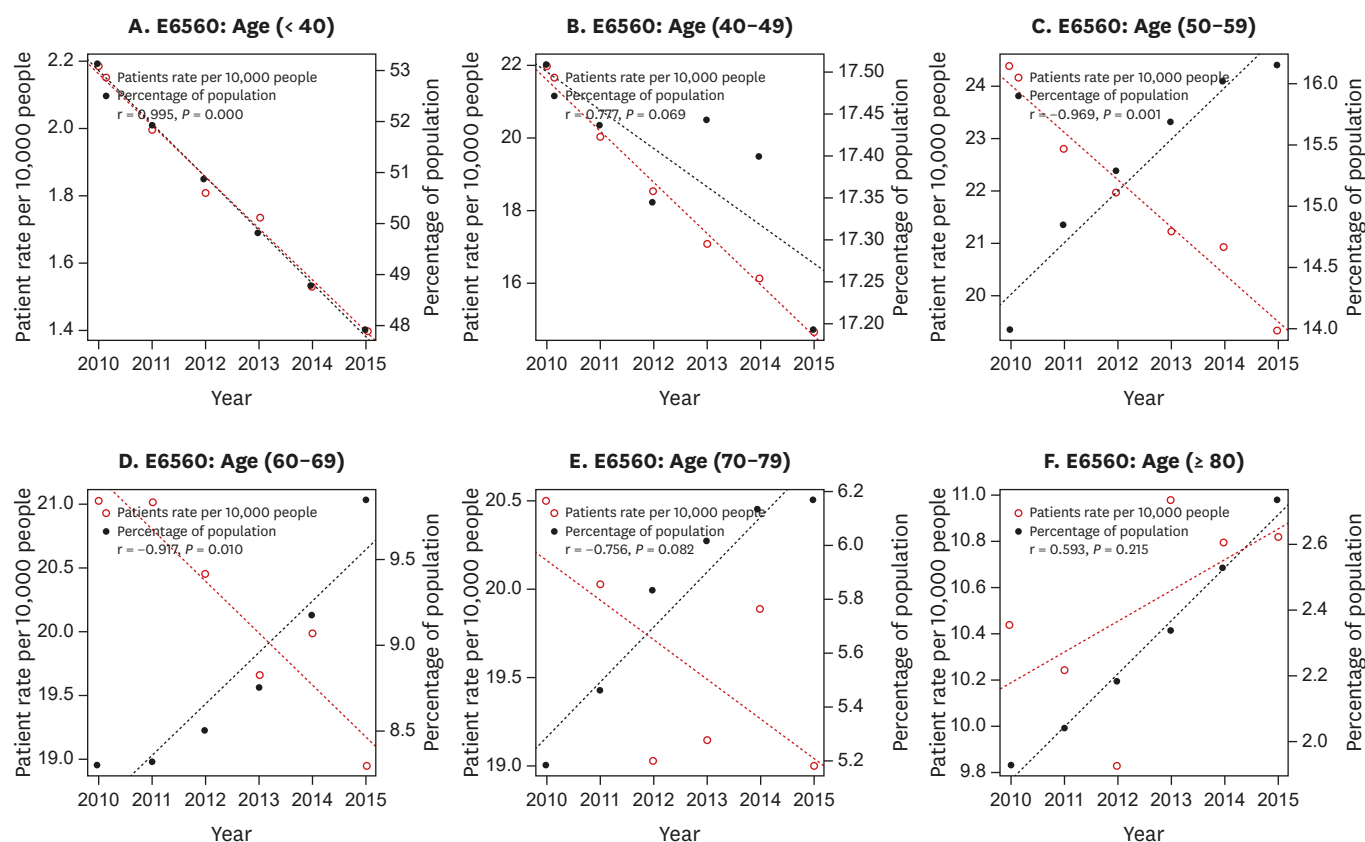 A. E6560: Age (< 40)
Patient rate per 10,000 people
2.2
2.0
1.8
1.6
1.4
Patients rate per 10,000 people
Percentage of population
r = 0.995, P = 0.000
53
52
51
50
49
48
Percentage of population
2010 2011 2012 2013 2014 2015
Year
B. E6560: Age (40–49)
Patient rate per 10,000 people
22
20
18
16
Patients rate per 10,000 people
Percentage of population
r = 0.777, P = 0.069
17.50
17.45
17.40
17.35
17.30
17.25
17.20
Percentage of population
2010 2011 2012 2013 2014 2015
Year
C. E6560: Age (50–59)
Patient rate per 10,000 people
24
23
22
21
20
Patients rate per 10,000 people
Percentage of population
r = −0.969, P = 0.001
16.0
15.5
15.0
14.5
14.0
Percentage of population
2010 2011 2012 2013 2014 2015
Year
D. E6560: Age (60–69)
Patient rate per 10,000 people
21.0
20.5
20.0
19.5
19.0
Patients rate per 10,000 people
Percentage of population
r = −0.917, P = 0.010
9.5
9.0
8.5
Percentage of population
2010 2011 2012 2013 2014 2015
Year
E. E6560: Age (70–79)
Patient rate per 10,000 people
20.5
20.0
19.5
19.0
Patients rate per 10,000 people
Percentage of population
r = −0.756, P = 0.082
6.2
6.0
5.8
5.6
5.4
5.2
Percentage of population
2010 2011 2012 2013 2014 2015
Year
F. E6560: Age (≥ 80)
Patient rate per 10,000 people
11.0
10.8
10.6
10.4
10.2
10.0
9.8
Patients rate per 10,000 people
Percentage of population
r = 0.593, P = 0.215
2.6
2.4
2.2
2.0
Percentage of population
2010 2011 2012 2013 2014 2015
Year